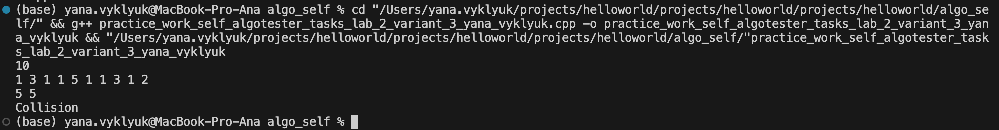 (base) yana.vyklyuk@MacBook-Pro-Ana algo_self % cd "/Users/yana.vyklyuk/projects/helloworld/projects/helloworld/projects/helloworld/algo_se
lf/" && g++ practice_work_self_algotester_tasks_lab_2_variant_3_yana_vyklyuk.cpp -o practice_work_self_algotester_tasks_lab_2_variant_3_yan
a_vyklyuk && "/Users/yana.vyklyuk/projects/helloworld/projects/helloworld/projects/helloworld/algo_self/"practice_work_self_algotester_task
s_lab_2_variant_3_yana_vyklyuk
10
1 3 1 1 5 1 1 3 1 2
5 5
Collision
(base) yana.vyklyuk@MacBook-Pro-Ana algo_self %